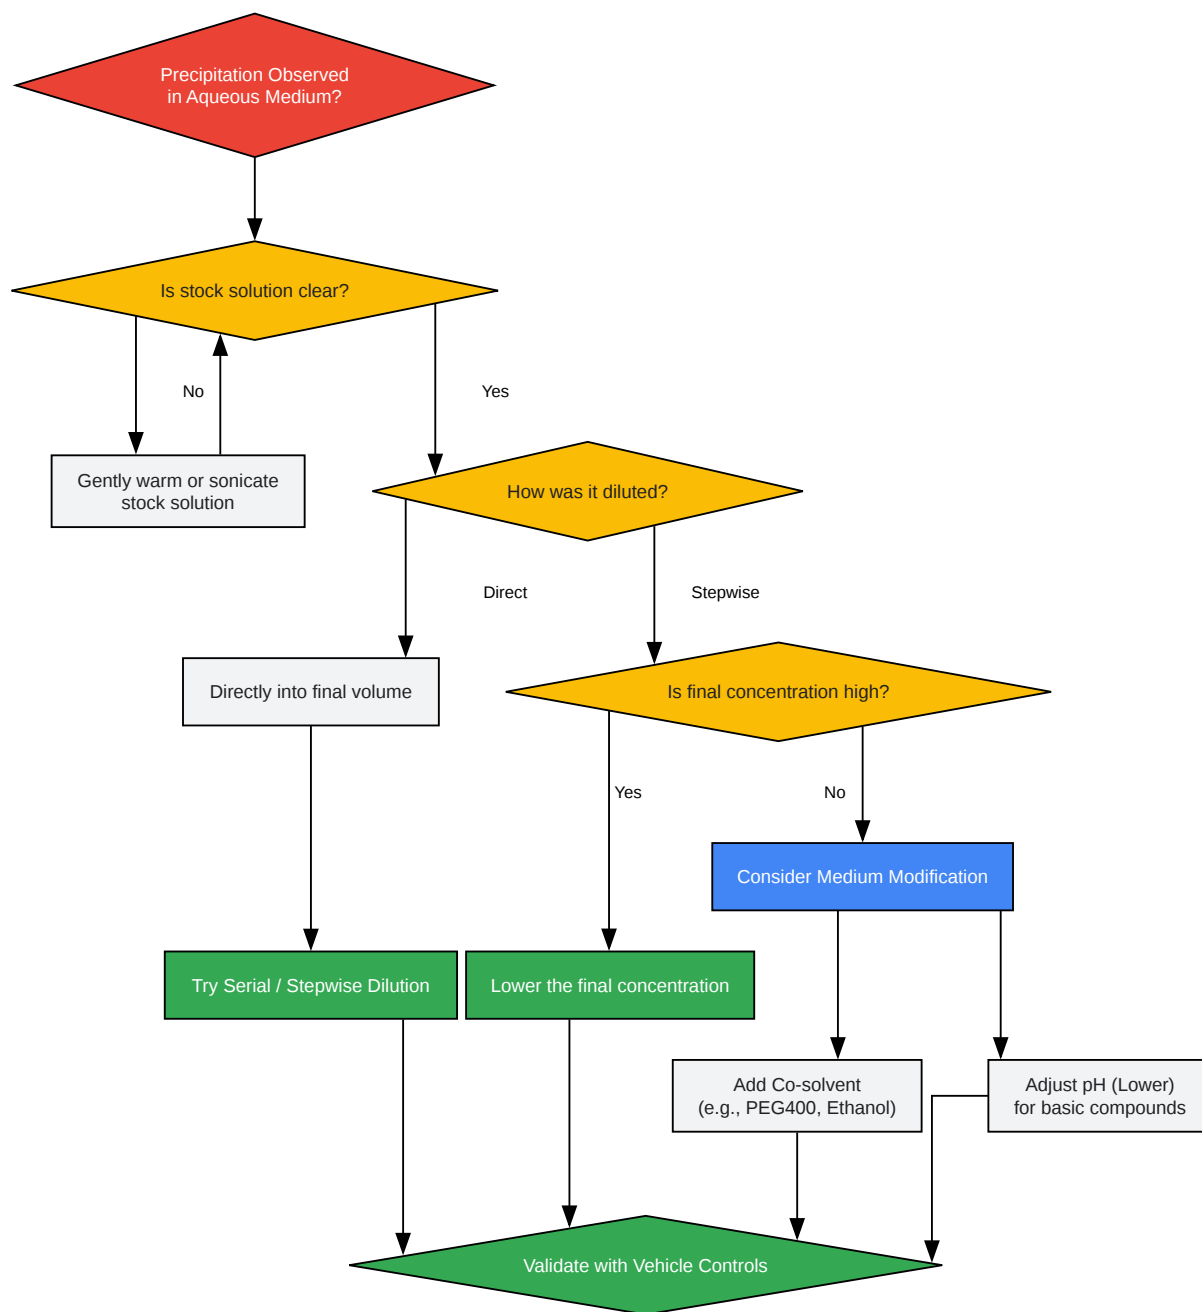 Precipitation Observed
in Aqueous Medium?
Is stock solution clear?
No
Yes
Gently warm or sonicate
stock solution
How was it diluted?
Direct
Stepwise
Directly into final volume
Is final concentration high?
Yes
No
Consider Medium Modification
Try Serial / Stepwise Dilution
Lower the final concentration
Add Co-solvent
(e.g., PEG400, Ethanol)
Adjust pH (Lower)
for basic compounds
Validate with Vehicle Controls